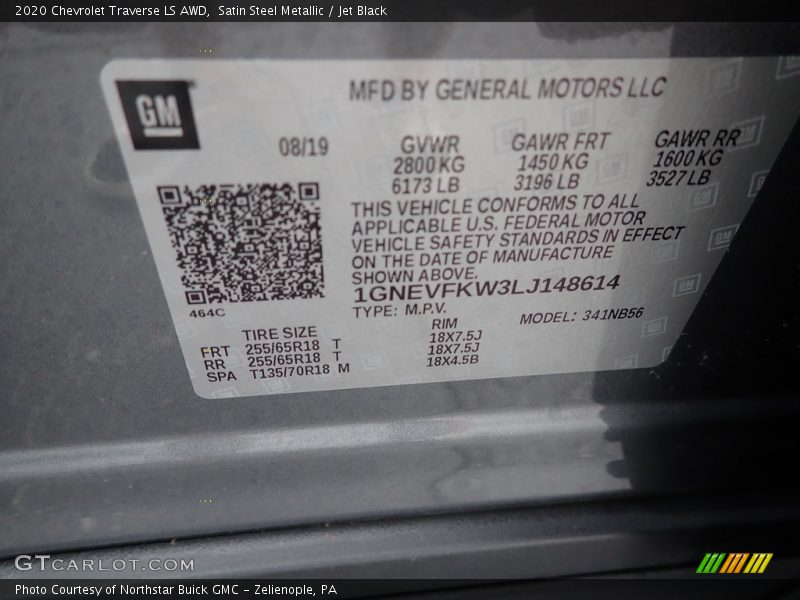 2020 Chevrolet Traverse LS AWD, Satin Steel Metallic / Jet Black
GM
MFD BY GENERAL MOTORS LLC
08/19
GVWR GAWR FRT GAWR RR
2800 KG 1450 KG 1600 KG
6173 LB 3196 LB 3527 LB
THIS VEHICLE CONFORMS TO ALL
APPLICABLE U.S. FEDERAL MOTOR
VEHICLE SAFETY STANDARDS IN EFFECT
ON THE DATE OF MANUFACTURE
SHOWN ABOVE.
1GNEVFKW3LJ148614
TYPE: M.P.V. MODEL: 341NB56
464C
TIRE SIZE RIM
FRT 255/65R18 T 18X7.5J
RR 255/65R18 T 18X7.5J
SPA T135/70R18 M 18X4.5B
GTCARLOT.COM
Photo Courtesy of Northstar Buick GMC - Zelienople, PA